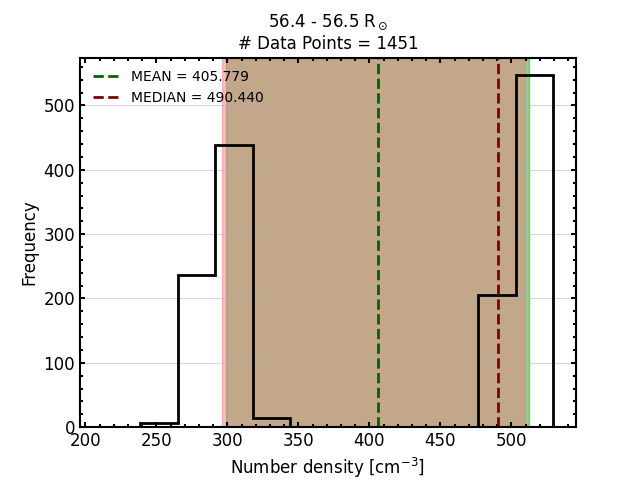 56.4 - 56.5 R⊙
# Data Points = 1451
MEAN = 405.779
MEDIAN = 490.440
500
400
300
200
100
0
Frequency
200 250 300 350 400 450 500
Number density [cm⁻³]